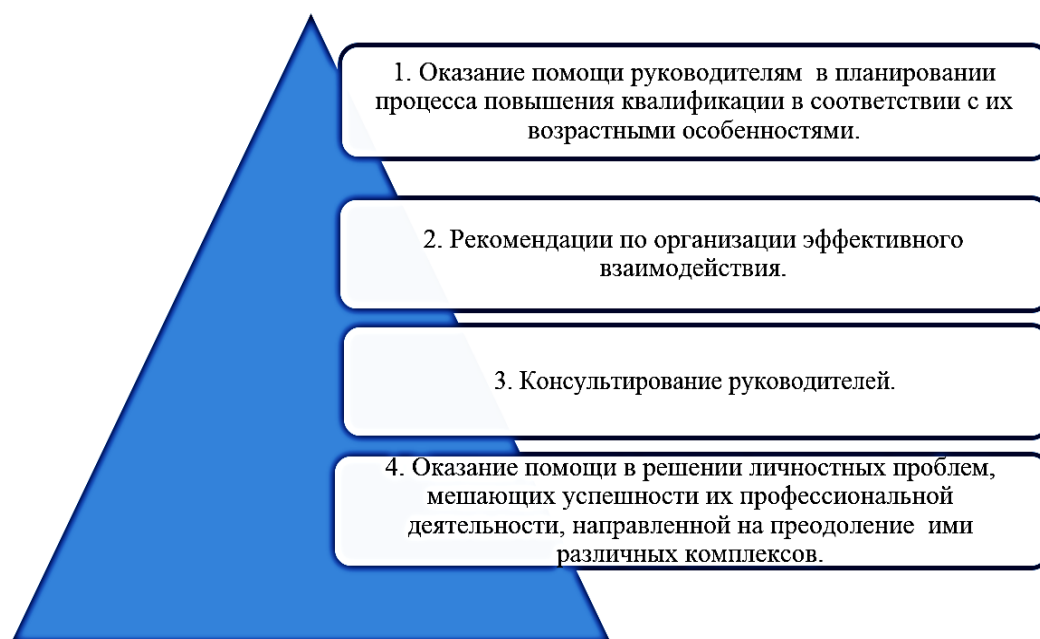 1. Оказание помощи руководителям в планировании
процесса повышения квалификации в соответствии с их
возрастными особенностями.
2. Рекомендации по организации эффективного
взаимодействия.
3. Консультирование руководителей.
4. Оказание помощи в решении личностных проблем,
мешающих успешности их профессиональной
деятельности, направленной на преодоление ими
различных комплексов.